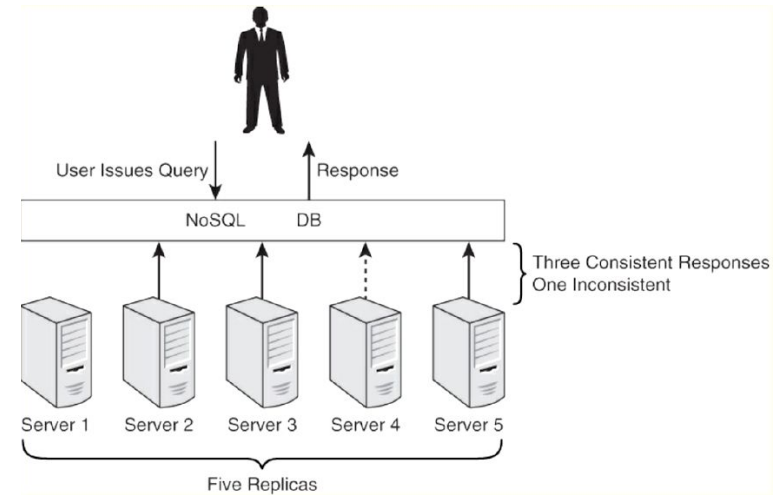 User Issues Query
Response
NoSQL DB
Three Consistent Responses
One Inconsistent
Server 1 Server 2 Server 3 Server 4 Server 5
Five Replicas